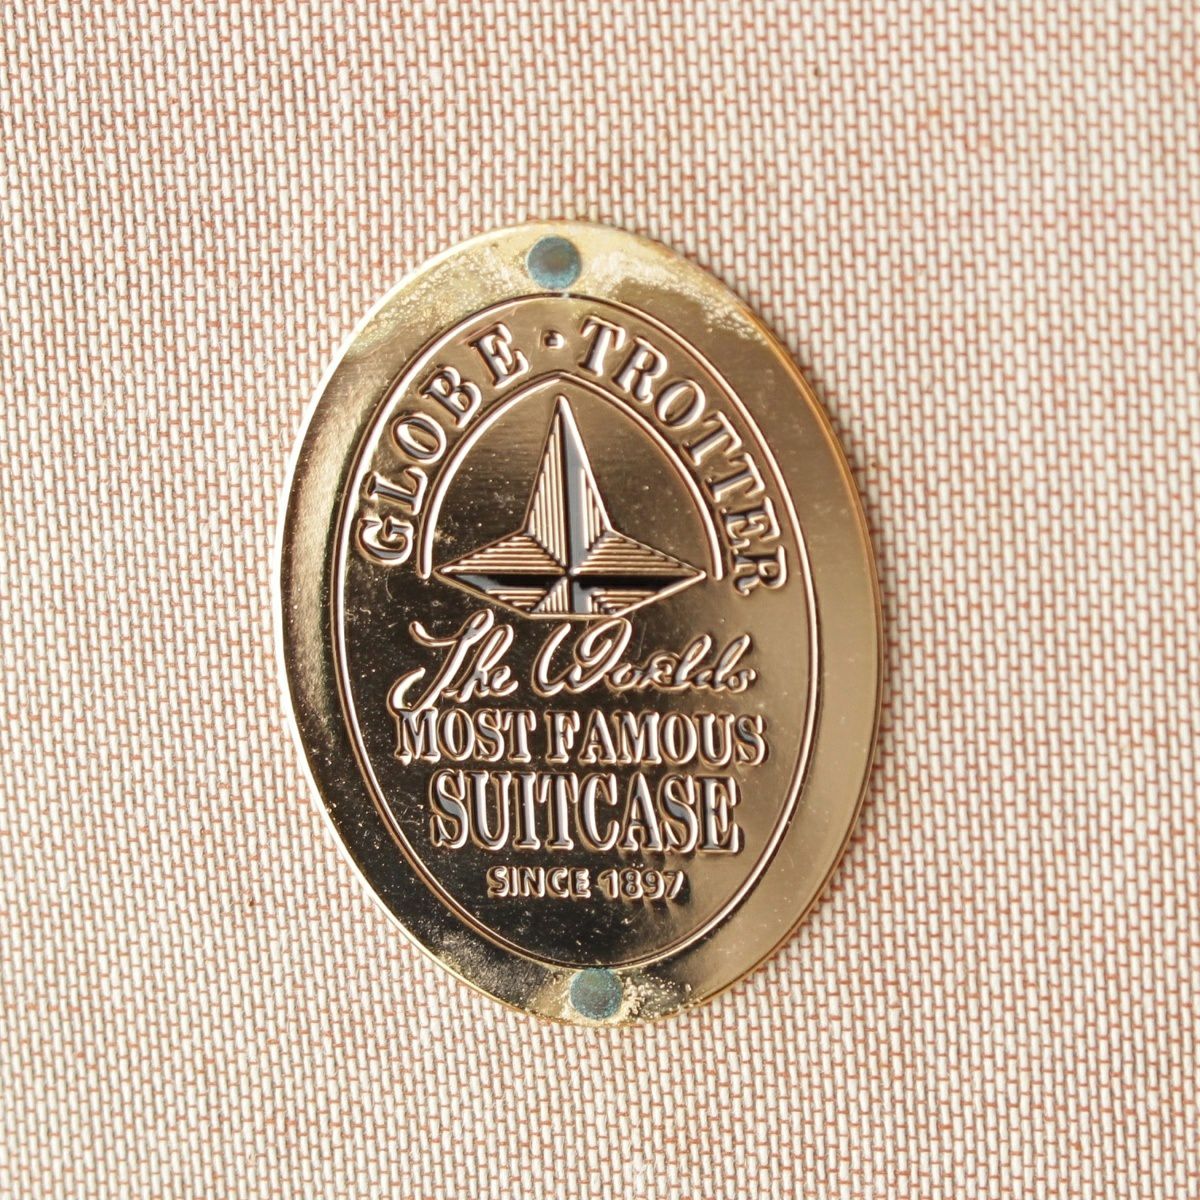 GLOBE · TROTTER
The Worlds
MOST FAMOUS
SUITCASE
SINCE 1897